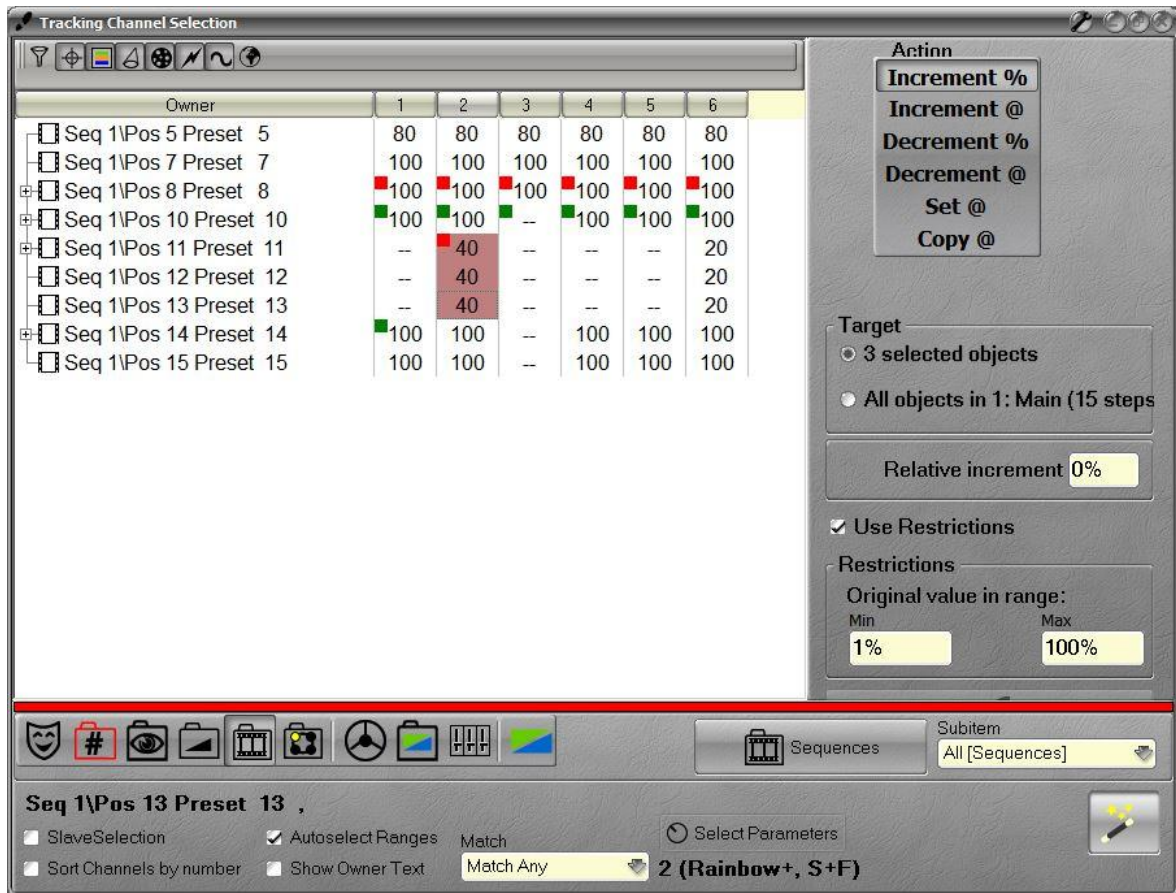 Tracking Channel Selection
Owner 1 2 3 4 5 6
Seq 1\Pos 5 Preset 5 80 80 80 80 80 80
Seq 1\Pos 7 Preset 7 100 100 100 100 100 100
Seq 1\Pos 8 Preset 8 100 100 100 100 100 100
Seq 1\Pos 10 Preset 10 100 100 -- 100 100 100
Seq 1\Pos 11 Preset 11 -- 40 -- -- -- 20
Seq 1\Pos 12 Preset 12 -- 40 -- -- -- 20
Seq 1\Pos 13 Preset 13 -- 40 -- -- -- 20
Seq 1\Pos 14 Preset 14 100 100 -- 100 100 100
Seq 1\Pos 15 Preset 15 100 100 -- 100 100 100
Action
Increment %
Increment @
Decrement %
Decrement @
Set @
Copy @
Target
3 selected objects
All objects in 1: Main (15 steps
Relative increment 0%
Use Restrictions
Restrictions
Original value in range:
Min Max
1% 100%
#
Sequences
Subitem
All [Sequences]
Seq 1\Pos 13 Preset 13 ,
SlaveSelection
Autoselect Ranges
Match
Select Parameters
Sort Channels by number
Show Owner Text
Match Any
2 (Rainbow+, S+F)